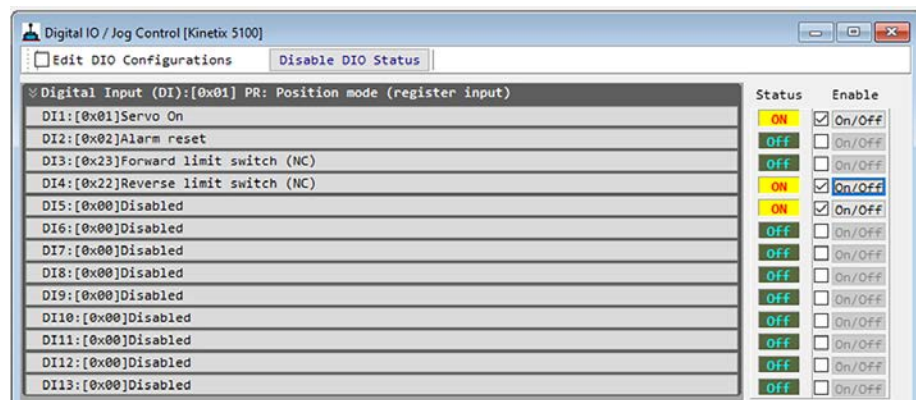 Digital IO / Jog Control [Kinetix 5100]
Edit DIO Configurations Disable DIO Status
Digital Input (DI):[0x01] PR: Position mode (register input) Status Enable
DI1:[0x01]Servo On ON On/Off
DI2:[0x02]Alarm reset Off On/Off
DI3:[0x23]Forward limit switch (NC) Off On/Off
DI4:[0x22]Reverse limit switch (NC) ON On/Off
DI5:[0x00]Disabled ON On/Off
DI6:[0x00]Disabled Off On/Off
DI7:[0x00]Disabled Off On/Off
DI8:[0x00]Disabled Off On/Off
DI9:[0x00]Disabled Off On/Off
DI10:[0x00]Disabled Off On/Off
DI11:[0x00]Disabled Off On/Off
DI12:[0x00]Disabled Off On/Off
DI13:[0x00]Disabled Off On/Off